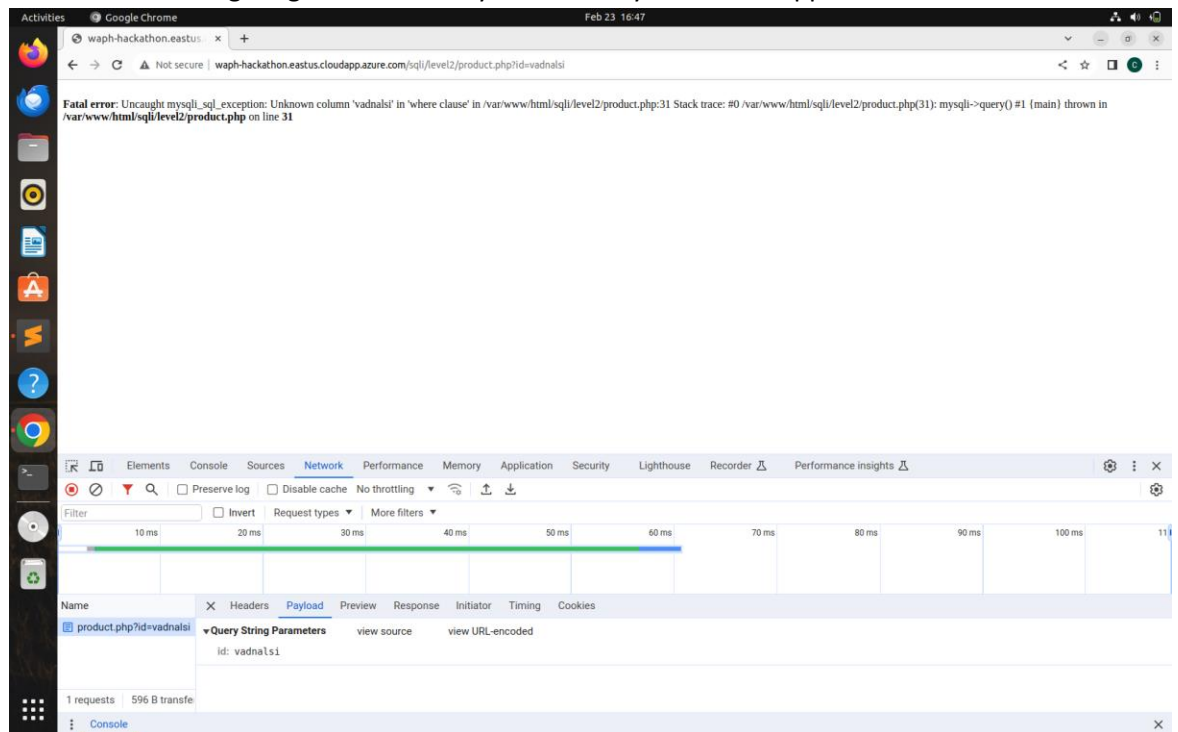 Activities
Google Chrome
Feb 23 16:47
waph-hackathon.eastus
Not secure | waph-hackathon.eastus.cloudapp.azure.com/sqli/level2/product.php?id=vadnalsi
C
Fatal error: Uncaught mysqli_sql_exception: Unknown column 'vadnalsi' in 'where clause' in /var/www/html/sqli/level2/product.php:31 Stack trace: #0 /var/www/html/sqli/level2/product.php(31): mysqli->query() #1 {main} thrown in
/var/www/html/sqli/level2/product.php on line 31
Elements Console Sources Network Performance Memory Application Security Lighthouse Recorder Performance insights
Preserve log Disable cache No throttling
Filter Invert Request types More filters
10 ms 20 ms 30 ms 40 ms 50 ms 60 ms 70 ms 80 ms 90 ms 100 ms 11
Name Headers Payload Preview Response Initiator Timing Cookies
product.php?id=vadnalsi
Query String Parameters view source view URL-encoded
id: vadnalsi
1 requests 596 B transfe
Console